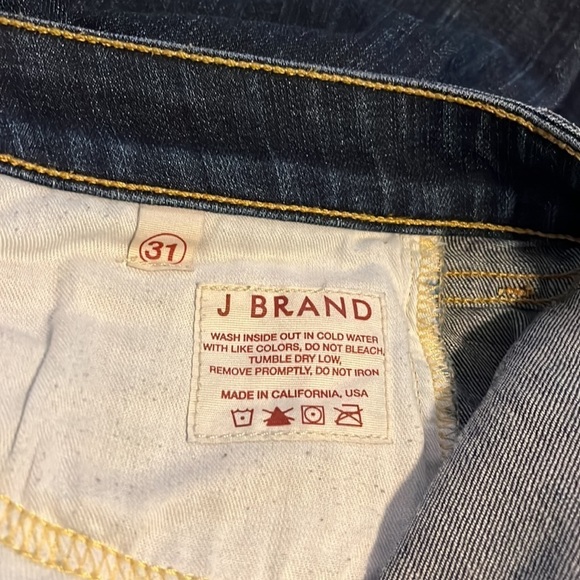 31
J BRAND
WASH INSIDE OUT IN COLD WATER
WITH LIKE COLORS, DO NOT BLEACH,
TUMBLE DRY LOW,
REMOVE PROMPTLY, DO NOT IRON
MADE IN CALIFORNIA, USA